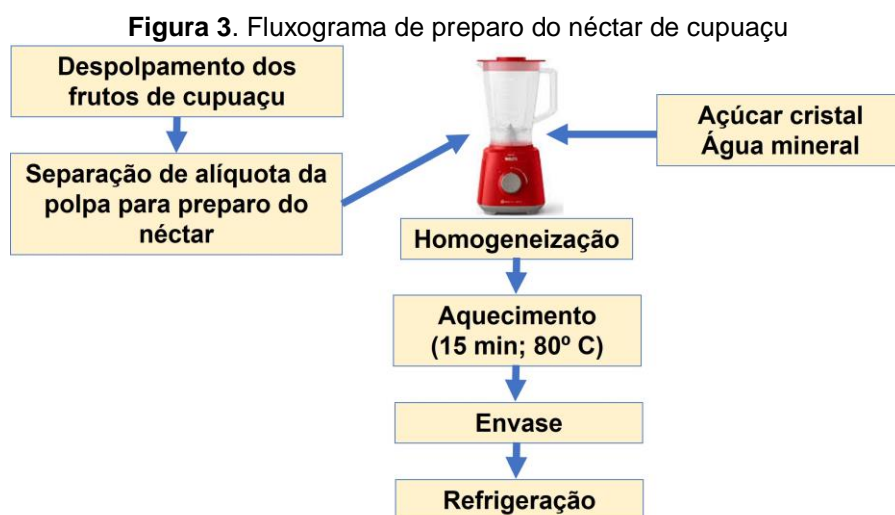 Figura 3. Fluxograma de preparo do néctar de cupuaçu
Despolpamento dos
frutos de cupuaçu
Separação de alíquota da
polpa para preparo do
néctar
Açúcar cristal
Água mineral
Homogeneização
Aquecimento
(15 min; 80º C)
Envase
Refrigeração